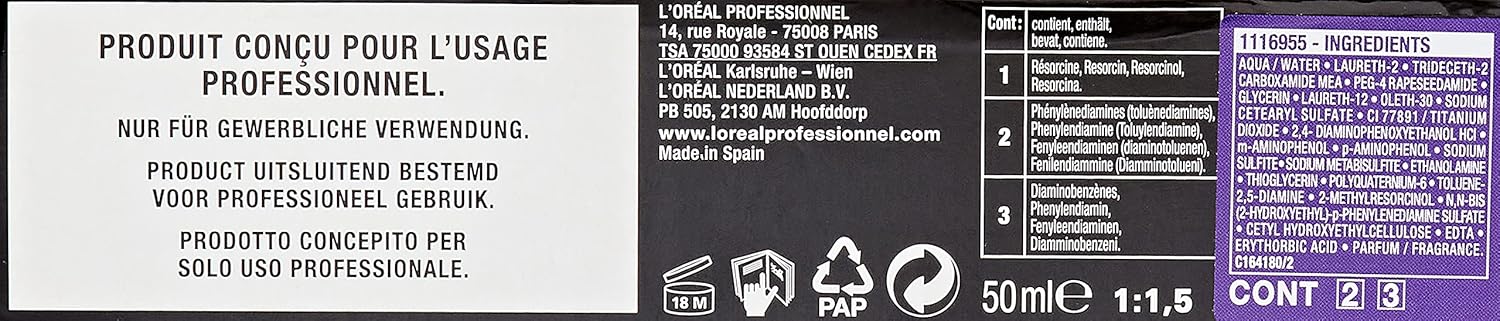 PRODUIT CONÇU POUR L'USAGE
PROFESSIONNEL.
NUR FÜR GEWERBLICHE VERWENDUNG.
PRODUCT UITSLUITEND BESTEMD
VOOR PROFESSIONEEL GEBRUIK.
PRODOTTO CONCEPITO PER
SOLO USO PROFESSIONALE.
L'ORÉAL PROFESSIONNEL
14, rue Royale - 75008 PARIS
TSA 75000 93584 ST OUEN CEDEX FR
L'ORÉAL Karlsruhe – Wien
L'ORÉAL NEDERLAND B.V.
PB 505, 2130 AM Hoofddorp
www.lorealprofessionnel.com
Made.in Spain
18 M
PAP
Cont: contient, enthält,
bevat, contiene.
1 Résorcine, Resorcin, Resorcinol,
Resorcina.
2 Phénylènediamines (toluènediamines),
Phenylendiamine (Toluylendiamine),
Fenyleendiaminen (diaminotoluenen),
Fenilendiammine (Diamminotolueni).
3 Diaminobenzènes,
Phenylendiamin,
Fenyleendiaminen,
Diamminobenzeni.
50 ml e 1:1,5
1116955 - INGREDIENTS
AQUA / WATER • LAURETH-2 • TRIDECETH-2
CARBOXAMIDE MEA • PEG-4 RAPESEEDAMIDE •
GLYCERIN • LAURETH-12 • OLETH-30 • SODIUM
CETEARYL SULFATE • CI 77891 / TITANIUM
DIOXIDE • 2,4- DIAMINOPHENOXYETHANOL HCl •
m-AMINOPHENOL • p-AMINOPHENOL • SODIUM
SULFITE • SODIUM METABISULFITE • ETHANOLAMINE
• THIOGLYCERIN • POLYQUATERNIUM-6 • TOLUENE-
2,5-DIAMINE • 2-METHYLRESORCINOL • N,N-BIS
(2-HYDROXYETHYL)-p-PHENYLENEDIAMINE SULFATE
• CETYL HYDROXYETHYLCELLULOSE • EDTA •
ERYTHORBIC ACID • PARFUM / FRAGRANCE.
C164180/2
CONT 2 3